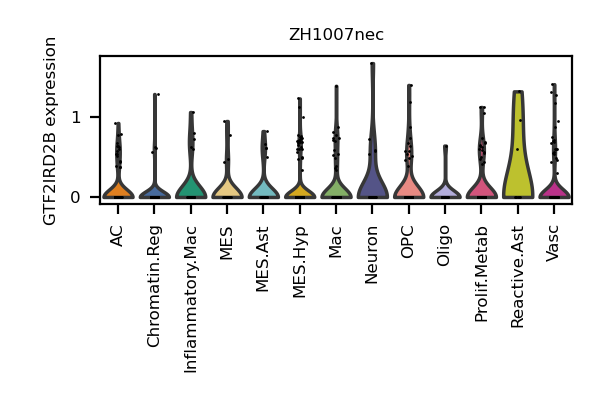 ZH1007nec
GTF2IRD2B expression
1
0
AC
Chromatin.Reg
Inflammatory.Mac
MES
MES.Ast
MES.Hyp
Mac
Neuron
OPC
Oligo
Prolif.Metab
Reactive.Ast
Vasc